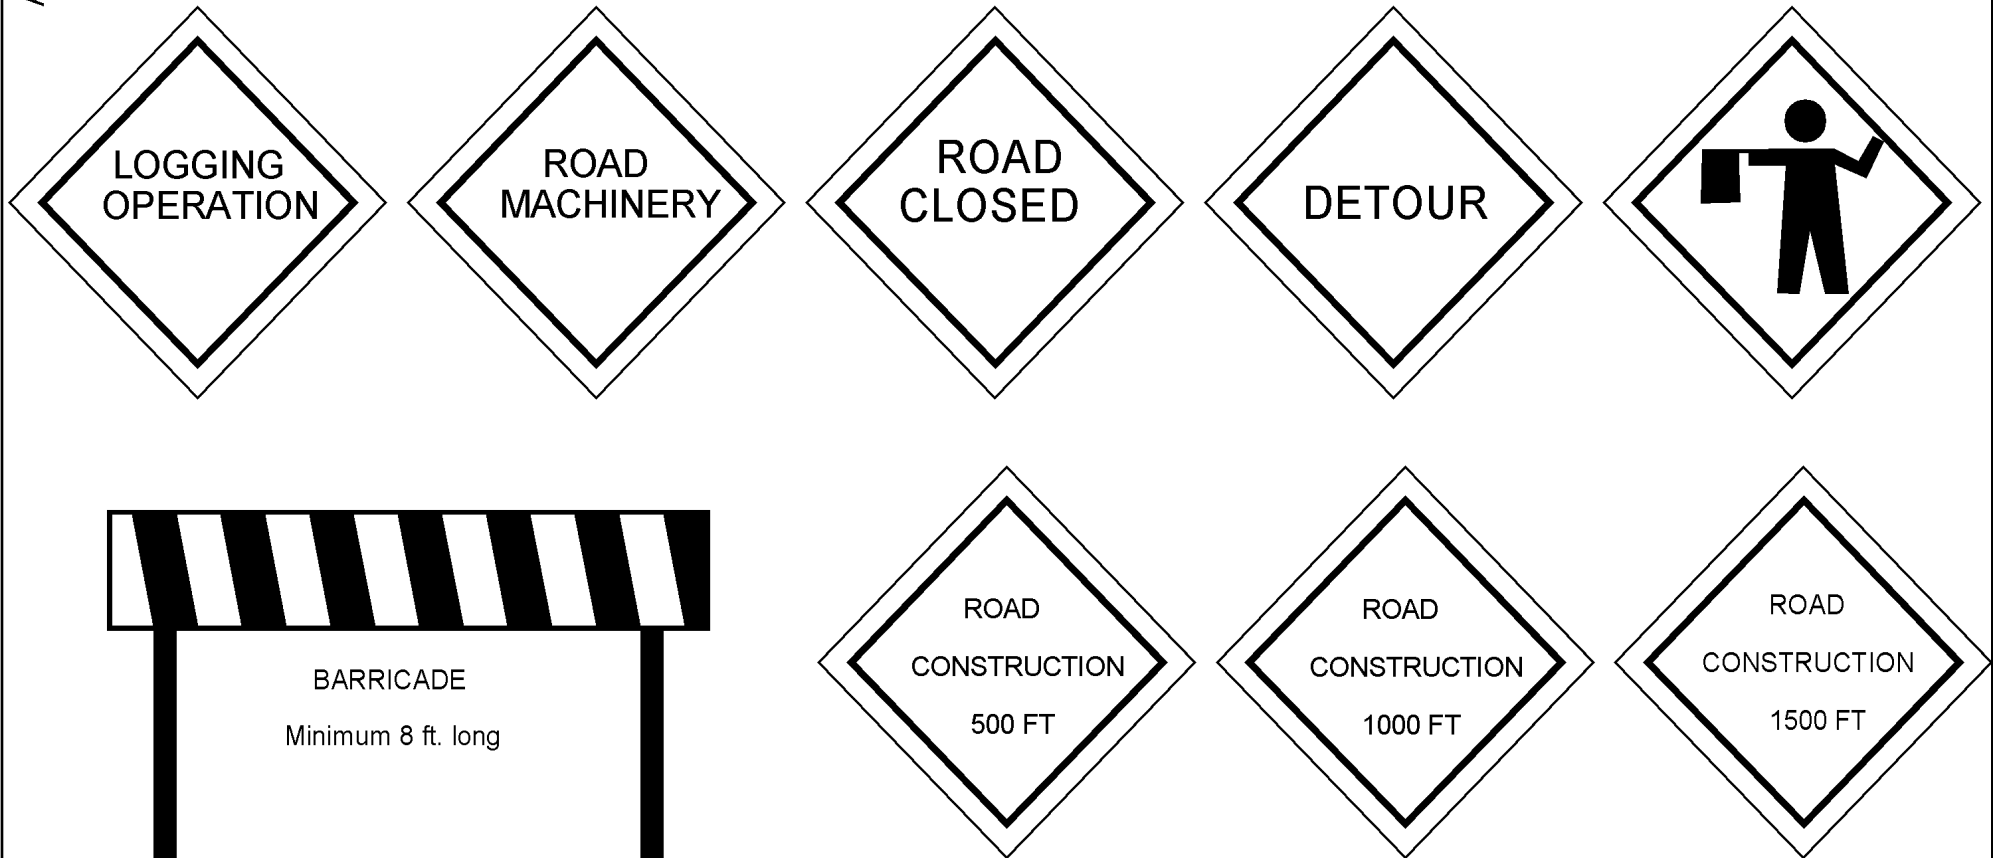 LOGGING
OPERATION
ROAD
MACHINERY
ROAD
CLOSED
DETOUR
BARRICADE
Minimum 8 ft. long
ROAD
CONSTRUCTION
500 FT
ROAD
CONSTRUCTION
1000 FT
ROAD
CONSTRUCTION
1500 FT